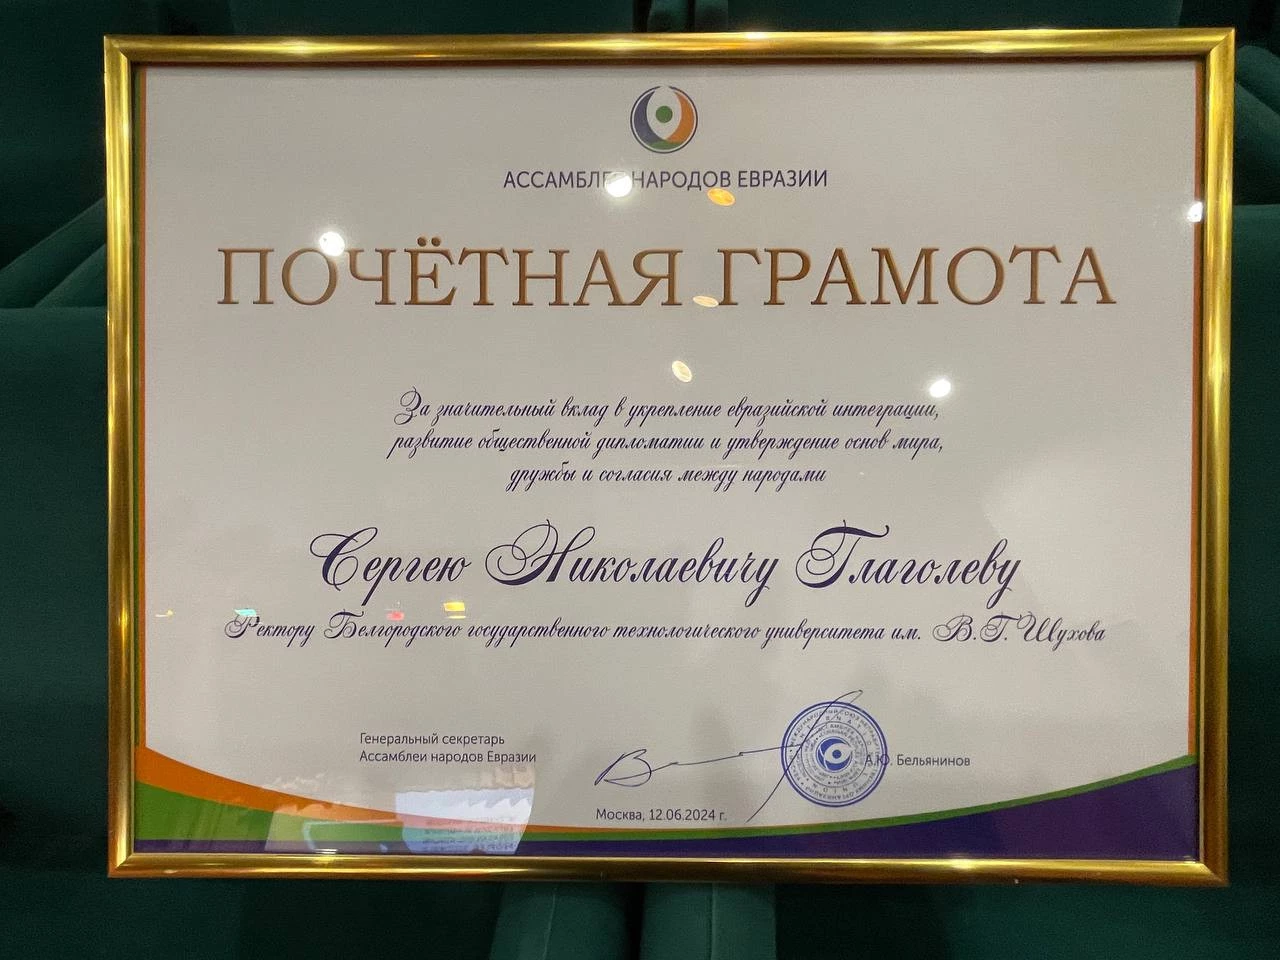 АССАМБЛЕЯ НАРОДОВ ЕВРАЗИИ
ПОЧЁТНАЯ ГРАМОТА
За значительный вклад в укрепление евразийской интеграции,
развитие общественной дипломатии и утверждение основ мира,
дружбы и согласия между народами
Сергею Николаевичу Глаголеву
Ректору Белгородского государственного технологического университета им. В.Г. Шухова
Генеральный секретарь
Ассамблеи народов Евразии
А.Ю. Бельянинов
Москва, 12.06.2024 г.